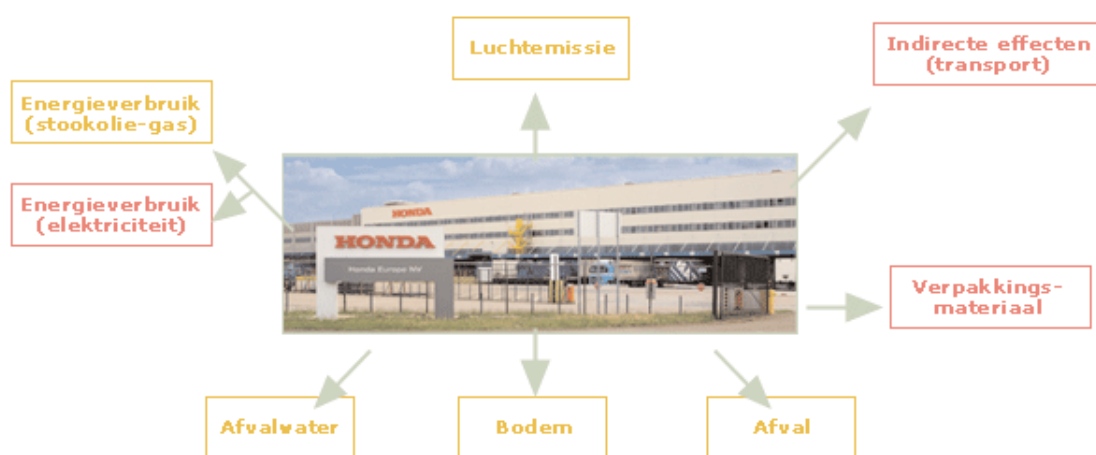 Luchtemissie
Indirecte effecten
(transport)
Energieverbruik
(stookolie-gas)
Energieverbruik
(elektriciteit)
HONDA
HONDA
Honda Europe NV
Verpakkings-
materiaal
Afvalwater
Bodem
Afval